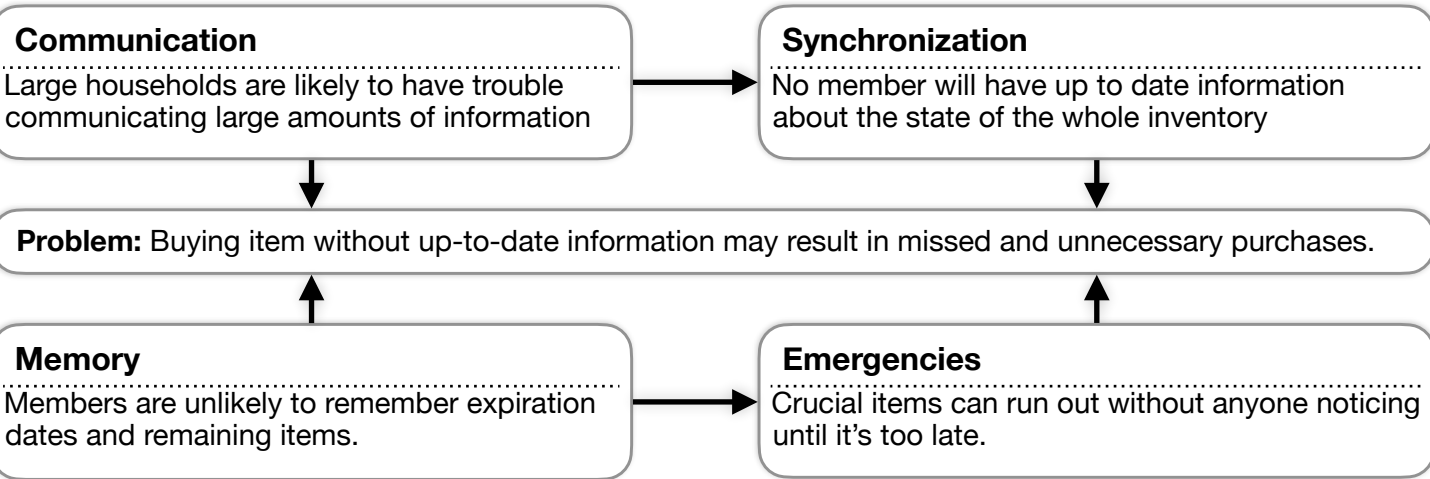 Communication
Large households are likely to have trouble
communicating large amounts of information
Synchronization
No member will have up to date information
about the state of the whole inventory
Problem: Buying item without up-to-date information may result in missed and unnecessary purchases.
Memory
Members are unlikely to remember expiration
dates and remaining items.
Emergencies
Crucial items can run out without anyone noticing
until it’s too late.